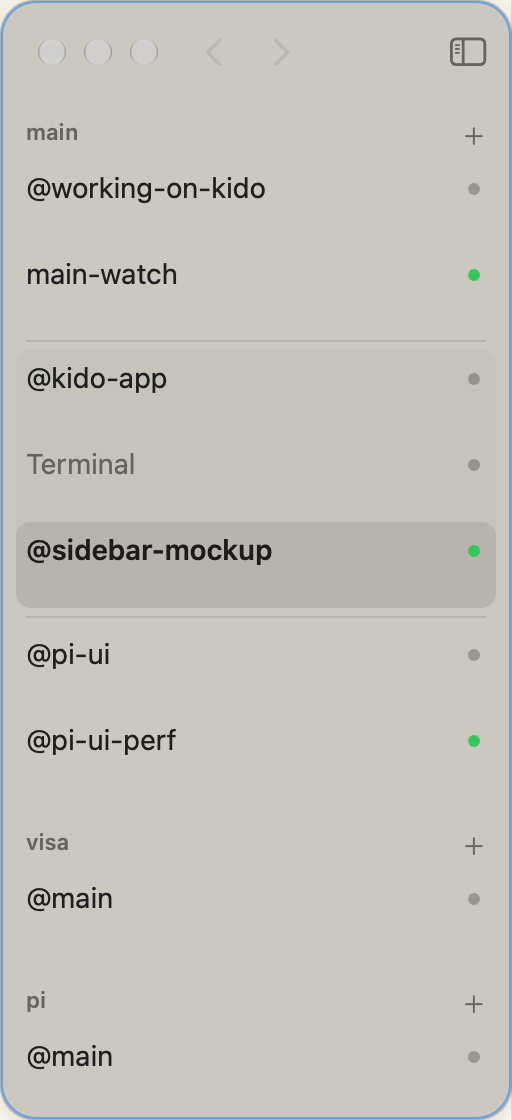 main
@working-on-kido
main-watch
@kido-app
Terminal
@sidebar-mockup
@pi-ui
@pi-ui-perf
visa
@main
pi
@main